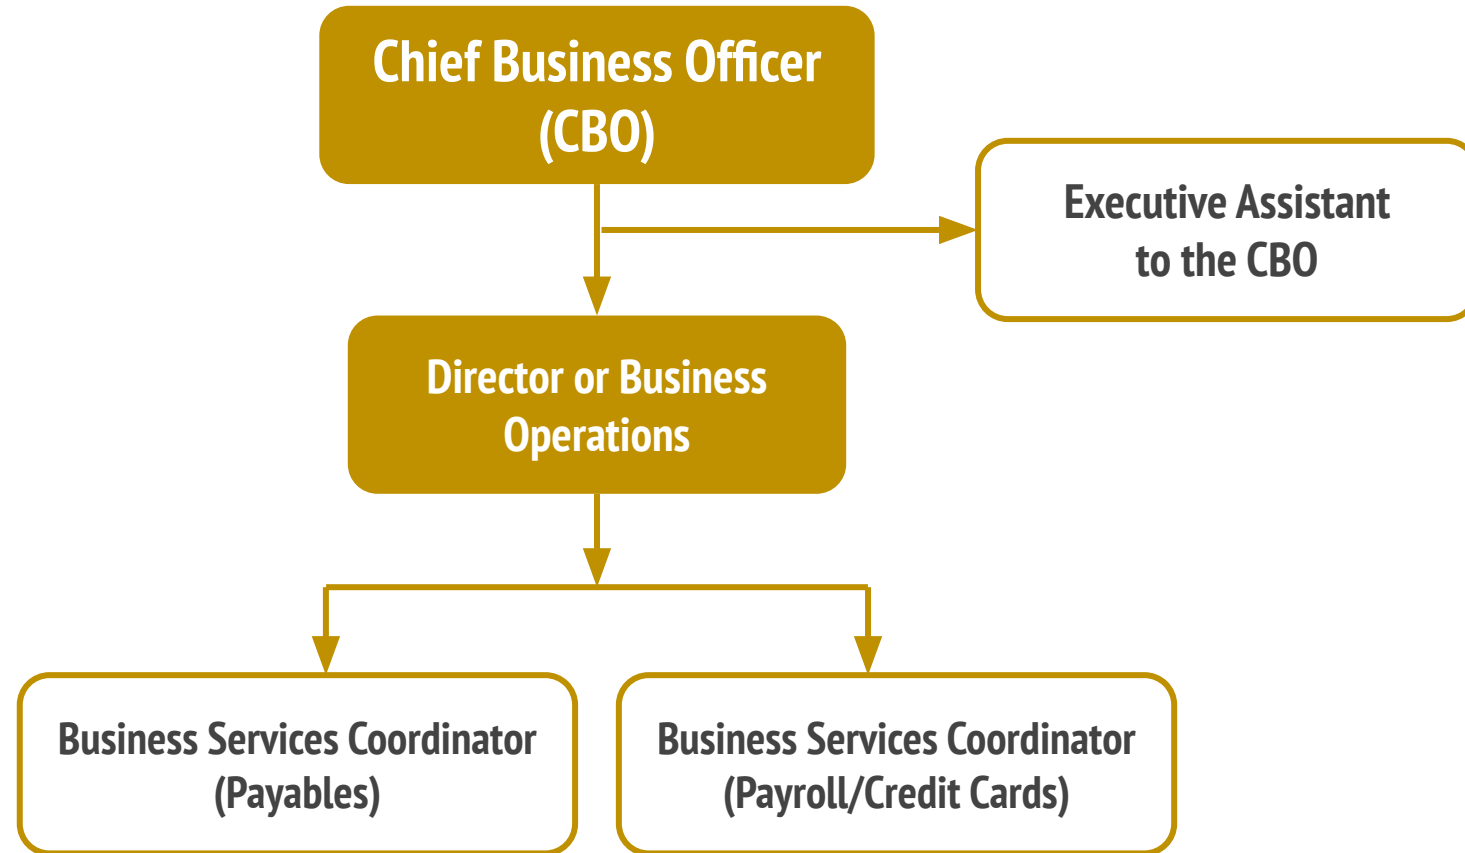 Chief Business Officer
(CBO)
Executive Assistant
to the CBO
Director or Business
Operations
Business Services Coordinator
(Payables)
Business Services Coordinator
(Payroll/Credit Cards)